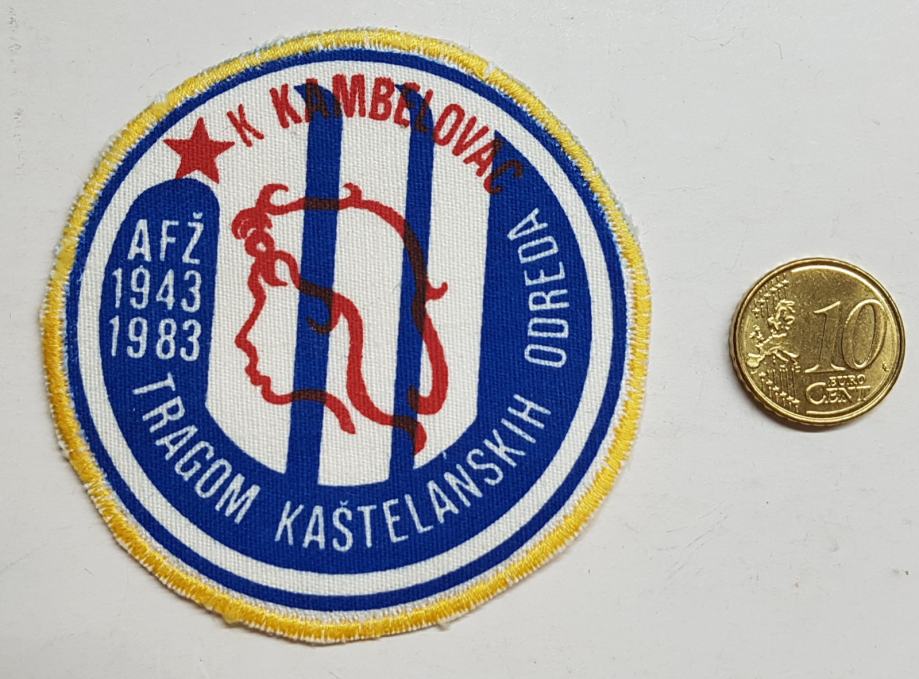 K KAMBELOVAC
AFŽ
1943
1983
TRAGOM KAŠTELANSKIH ODREDA
10
EURO
CENT